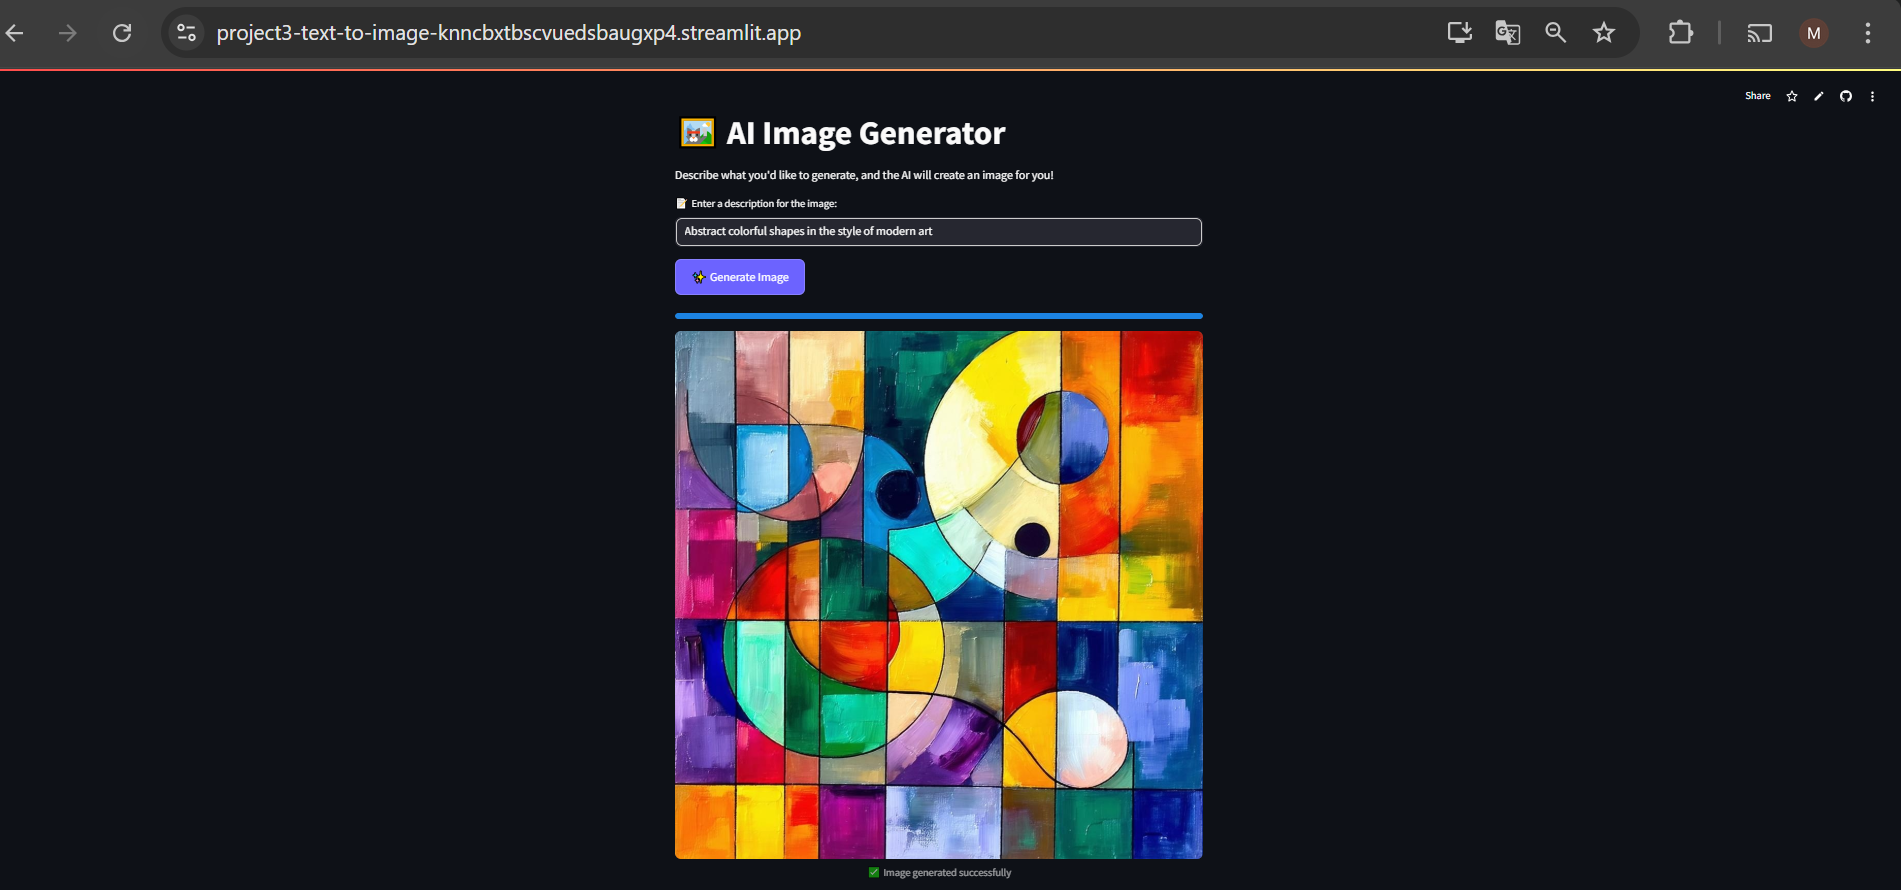 project3-text-to-image-knncbxtbscvuedsbaugxp4.streamlit.app
M
Share
AI Image Generator
Describe what you'd like to generate, and the AI will create an image for you!
Enter a description for the image:
Abstract colorful shapes in the style of modern art
✨ Generate Image
✅ Image generated successfully